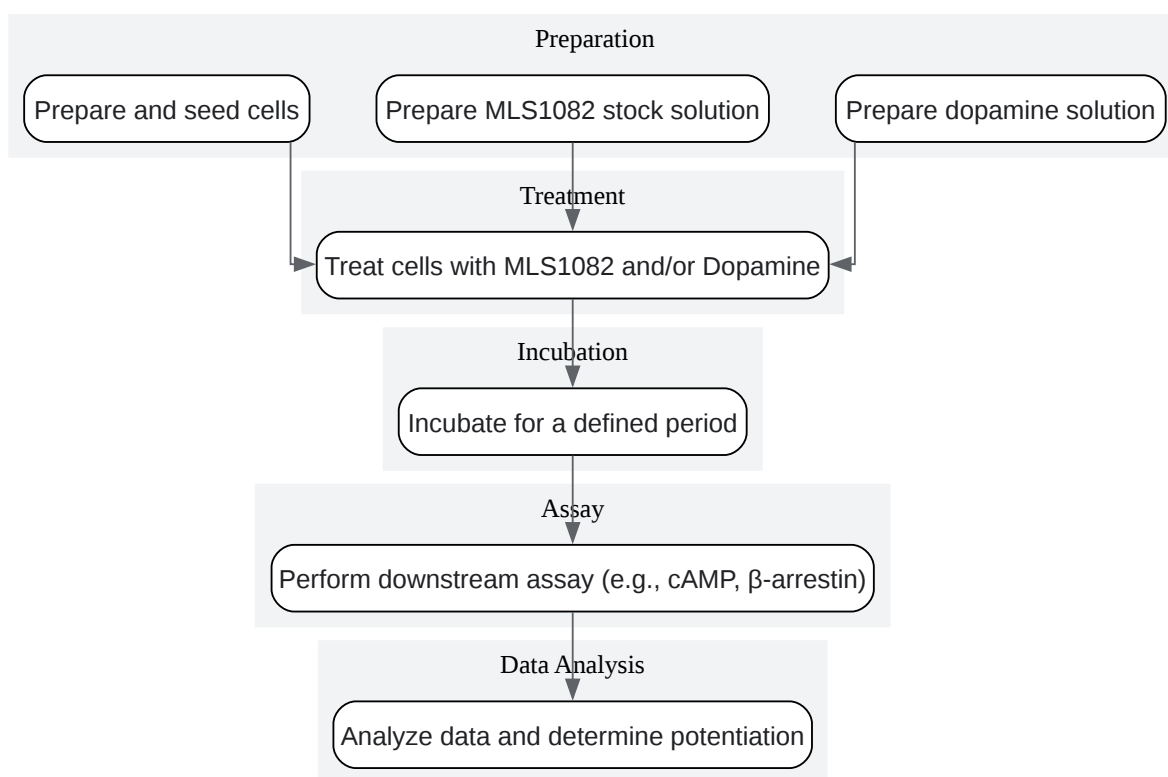 Preparation
Prepare and seed cells
Prepare MLS1082 stock solution
Prepare dopamine solution
Treatment
Treat cells with MLS1082 and/or Dopamine
Incubation
Incubate for a defined period
Assay
Perform downstream assay (e.g., cAMP, β-arrestin)
Data Analysis
Analyze data and determine potentiation